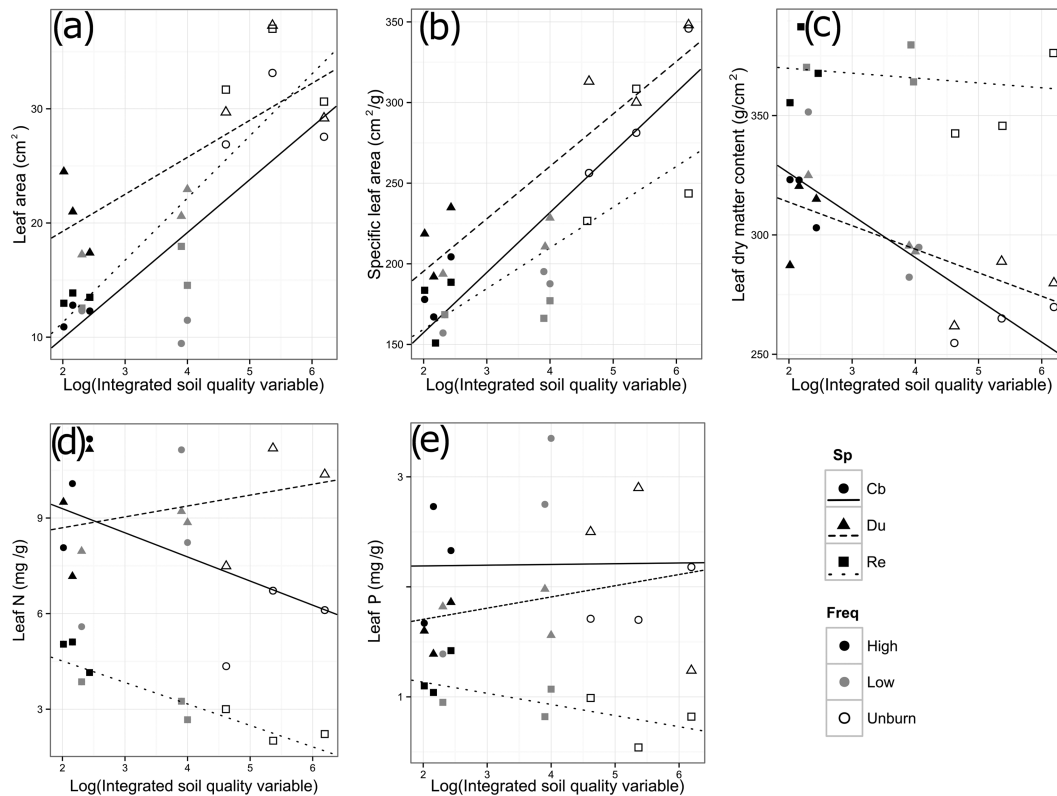 (a)
Leaf area (cm²)
30
20
10
2 3 4 5 6
Log(Integrated soil quality variable)
(b)
Specific leaf area (cm²/g)
350
300
250
200
150
2 3 4 5 6
Log(Integrated soil quality variable)
(c)
Leaf dry matter content (g/cm²)
350
300
250
2 3 4 5 6
Log(Integrated soil quality variable)
(d)
Leaf N (mg/g)
9
6
3
2 3 4 5 6
Log(Integrated soil quality variable)
(e)
Leaf P (mg/g)
3
1
2 3 4 5 6
Log(Integrated soil quality variable)
Sp
Cb
Du
Re
Freq
High
Low
Unburn